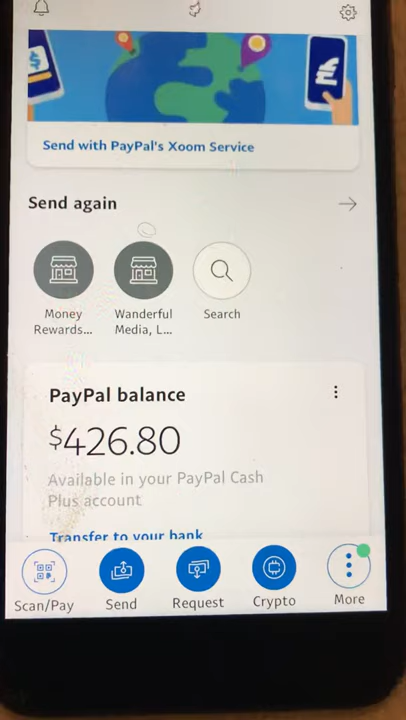 Send with PayPal's Xoom Service
Send again
Money
Rewards...
Wanderful
Media, L...
Search
PayPal balance
$426.80
Available in your PayPal Cash
Plus account
Transfer to your bank
Scan/Pay
Send
Request
Crypto
More